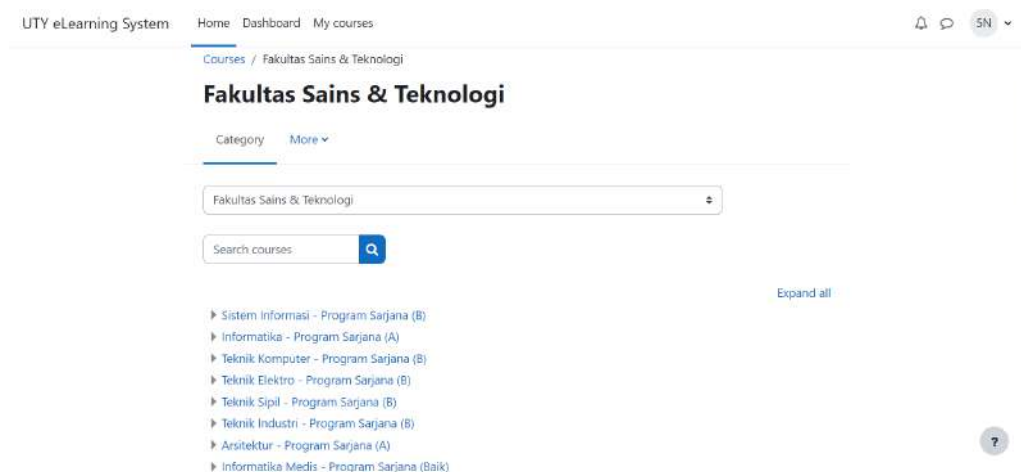 UTY eLearning System Home Dashboard My courses SN
Courses / Fakultas Sains & Teknologi
Fakultas Sains & Teknologi
Category More
Fakultas Sains & Teknologi
Search courses
Expand all
Sistem Informasi - Program Sarjana (B)
Informatika - Program Sarjana (A)
Teknik Komputer - Program Sarjana (B)
Teknik Elektro - Program Sarjana (B)
Teknik Sipil - Program Sarjana (B)
Teknik Industri - Program Sarjana (B)
Arsitektur - Program Sarjana (A)
?
Informatika Medis - Program Sarjana (Baik)